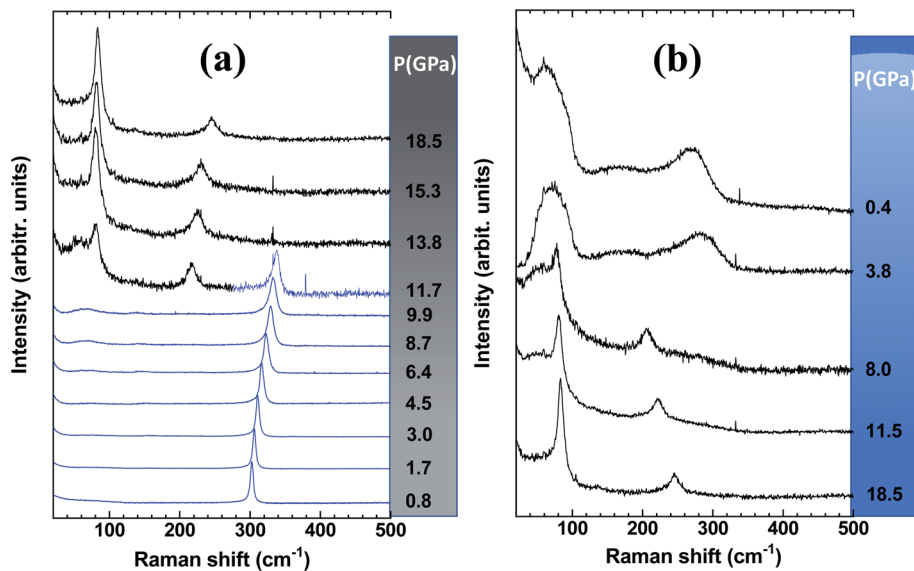 (a)
P(GPa)
18.5
15.3
13.8
11.7
9.9
8.7
6.4
4.5
3.0
1.7
0.8
Intensity (arbitr. units)
100 200 300 400 500
Raman shift (cm⁻¹)
(b)
P(GPa)
0.4
3.8
8.0
11.5
18.5
Intensity (arbit. units)
100 200 300 400 500
Raman shift (cm⁻¹)